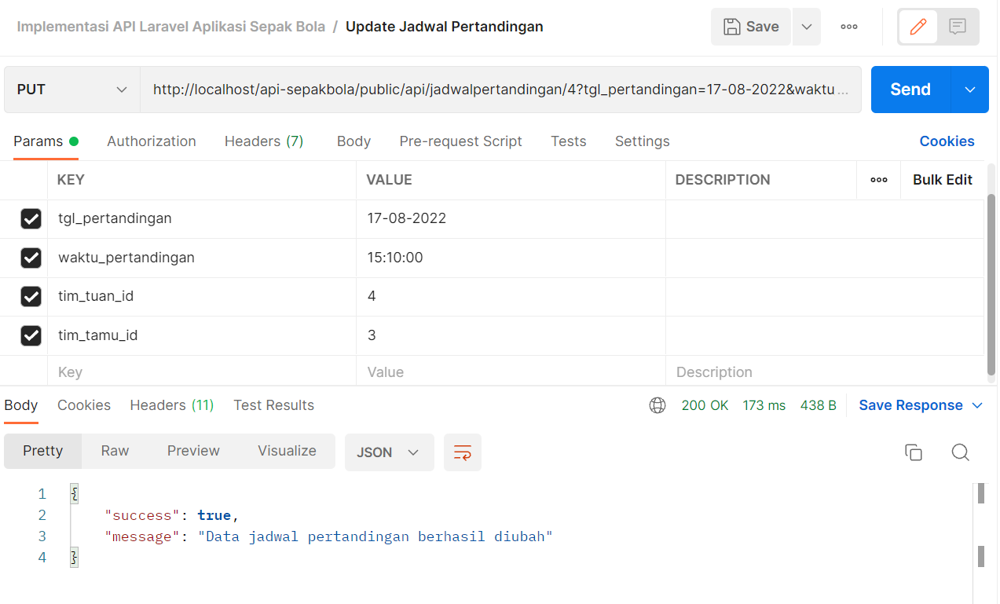 Implementasi API Laravel Aplikasi Sepak Bola / Update Jadwal Pertandingan
Save
PUT
http://localhost/api-sepakbola/public/api/jadwalpertandingan/4?tgl_pertandingan=17-08-2022&waktu...
Send
Params Authorization Headers (7) Body Pre-request Script Tests Settings Cookies
KEY VALUE DESCRIPTION Bulk Edit
tgl_pertandingan 17-08-2022
waktu_pertandingan 15:10:00
tim_tuan_id 4
tim_tamu_id 3
Key Value Description
Body Cookies Headers (11) Test Results 200 OK 173 ms 438 B Save Response
Pretty Raw Preview Visualize JSON
1 {
2 "success": true,
3 "message": "Data jadwal pertandingan berhasil diubah"
4 }